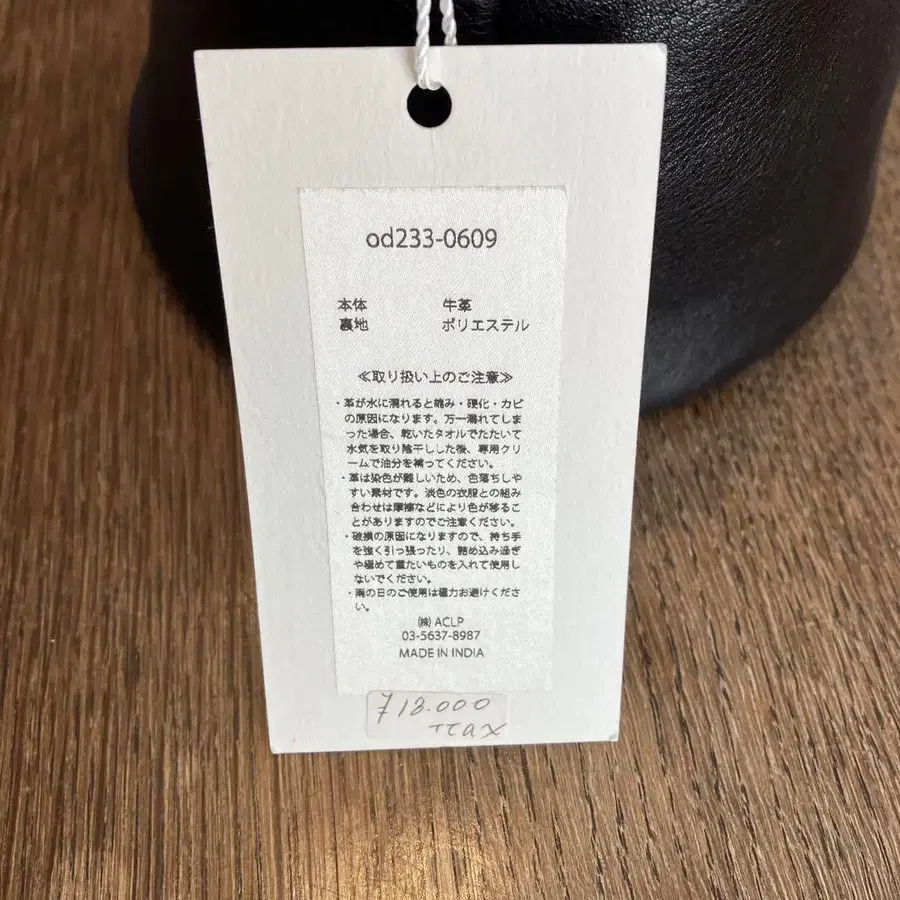 od233-0609
本体 牛革
裏地 ポリエステル
≪取り扱い上のご注意≫
・革が水に濡れると縮み・硬化・カビ
の原因になります。万一濡れてしま
った場合、乾いたタオルでたたいて
水気を取り陰干しした後、専用クリ
ームで油分を補ってください。
・革は染色が難しいため、色落ちしや
すい素材です。淡色の衣服との組み
合わせは摩擦などにより色が移るこ
とがありますのでご注意ください。
・破損の原因になりますので、持ち手
を強く引っ張ったり、詰め込み過ぎ
や極めて重たいものを入れて使用し
ないでください。
・雨の日のご使用は極力お避けくださ
い。
㈱ ACLP
03-5637-8987
MADE IN INDIA
¥18.000
+Tax